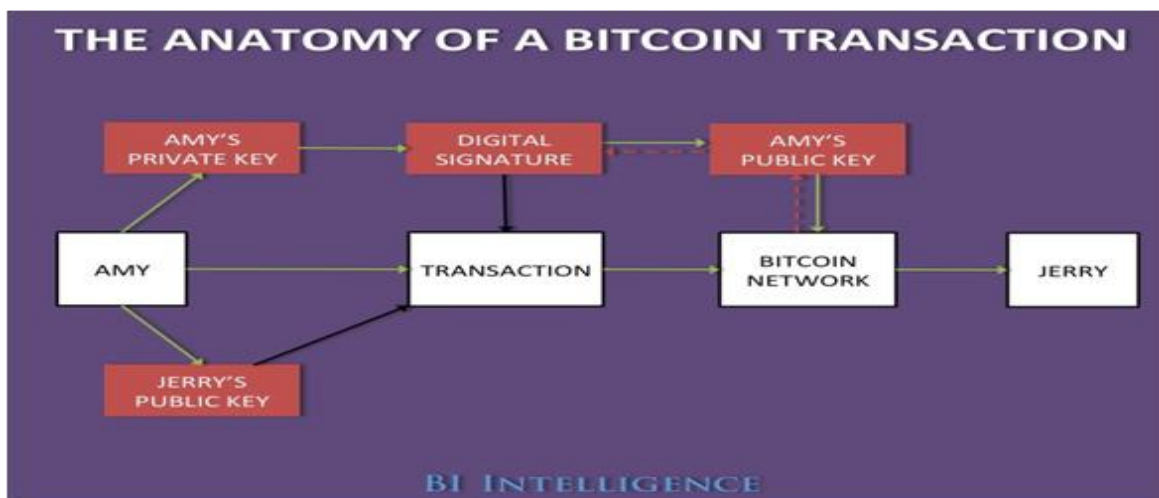 THE ANATOMY OF A BITCOIN TRANSACTION
AMY'S
PRIVATE KEY
DIGITAL
SIGNATURE
AMY'S
PUBLIC KEY
AMY
TRANSACTION
BITCOIN
NETWORK
JERRY
JERRY'S
PUBLIC KEY
BI INTELLIGENCE